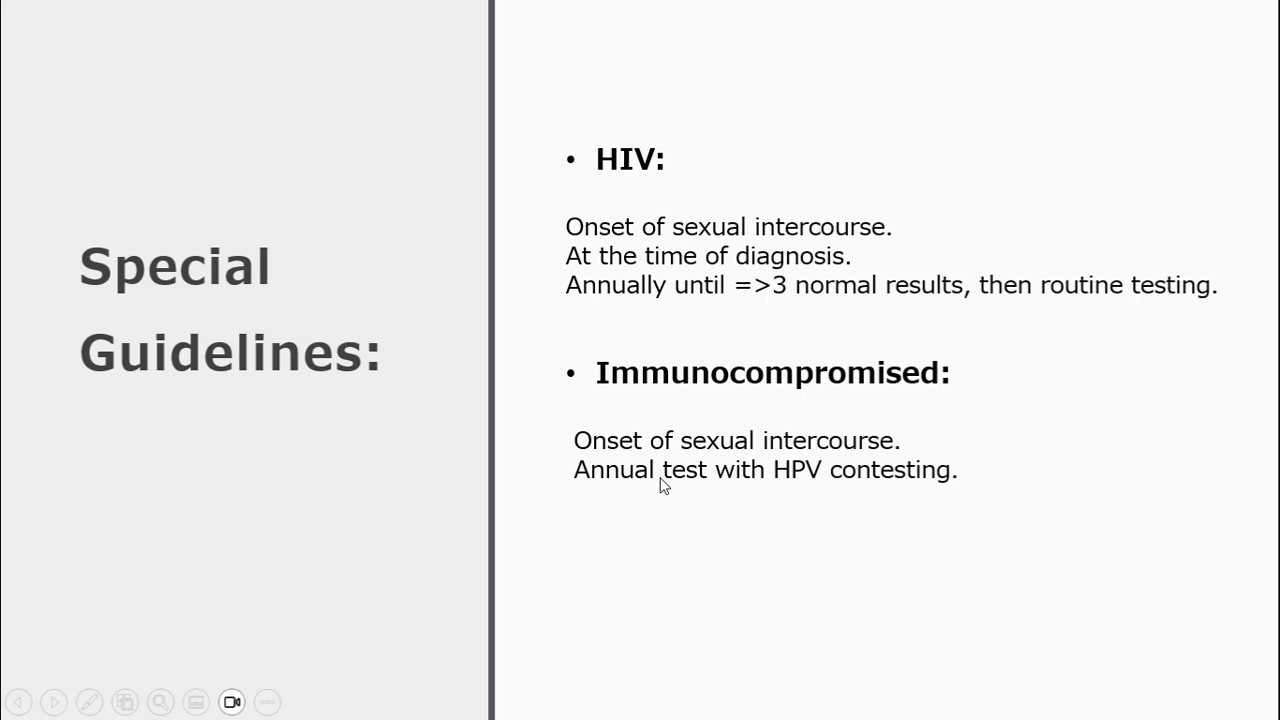 Special
Guidelines:
• HIV:
Onset of sexual intercourse.
At the time of diagnosis.
Annually until =>3 normal results, then routine testing.
• Immunocompromised:
Onset of sexual intercourse.
Annual test with HPV contesting.